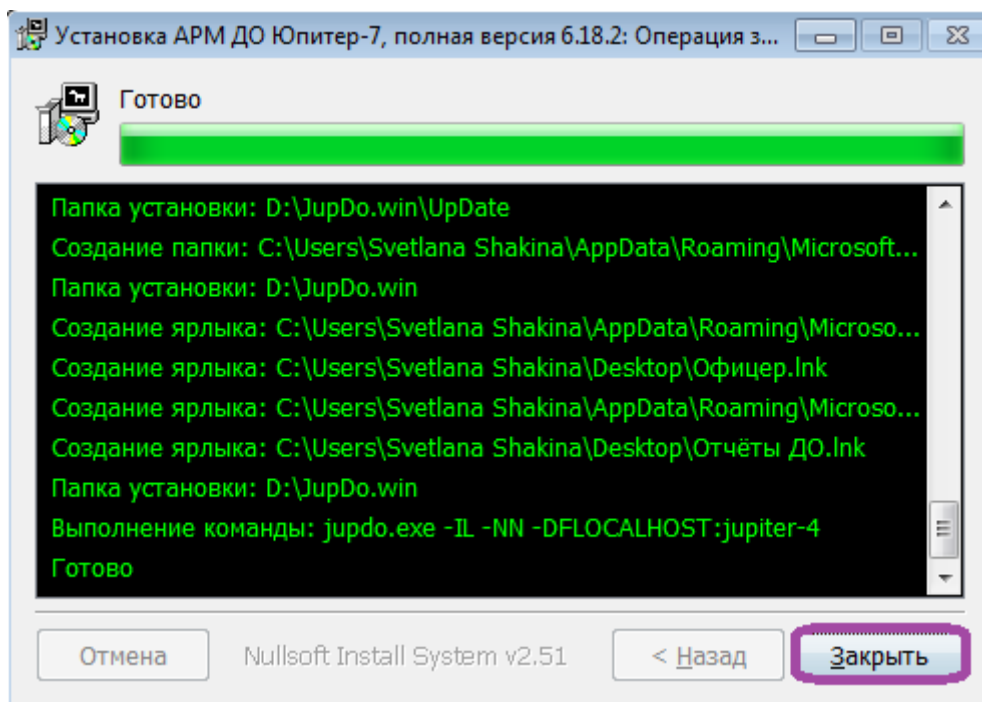 Установка АРМ ДО Юпитер-7, полная версия 6.18.2: Операция з...
Готово
Папка установки: D:\JupDo.win\UpDate
Создание папки: C:\Users\Svetlana Shakina\AppData\Roaming\Microsoft...
Папка установки: D:\JupDo.win
Создание ярлыка: C:\Users\Svetlana Shakina\AppData\Roaming\Microso...
Создание ярлыка: C:\Users\Svetlana Shakina\Desktop\Офицер.lnk
Создание ярлыка: C:\Users\Svetlana Shakina\AppData\Roaming\Microso...
Создание ярлыка: C:\Users\Svetlana Shakina\Desktop\Отчёты ДО.lnk
Папка установки: D:\JupDo.win
Выполнение команды: jupdo.exe -IL -NN -DFLOCALHOST:jupiter-4
Готово
Отмена Nullsoft Install System v2.51 < Назад Закрыть